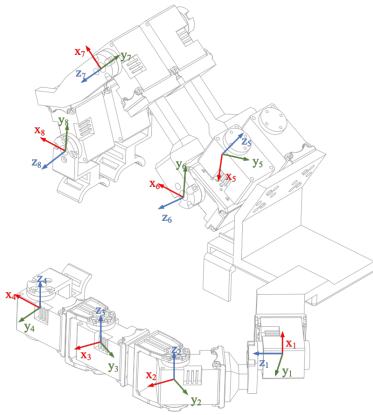 x₇
y₇
z₇
y₈
x₈
z₈
z₅
y₅
x₅
y₆
x₆
z₆
z₄
x₄
y₄
z₃
x₃
y₃
x₂
y₂
x₁
z₁
y₁